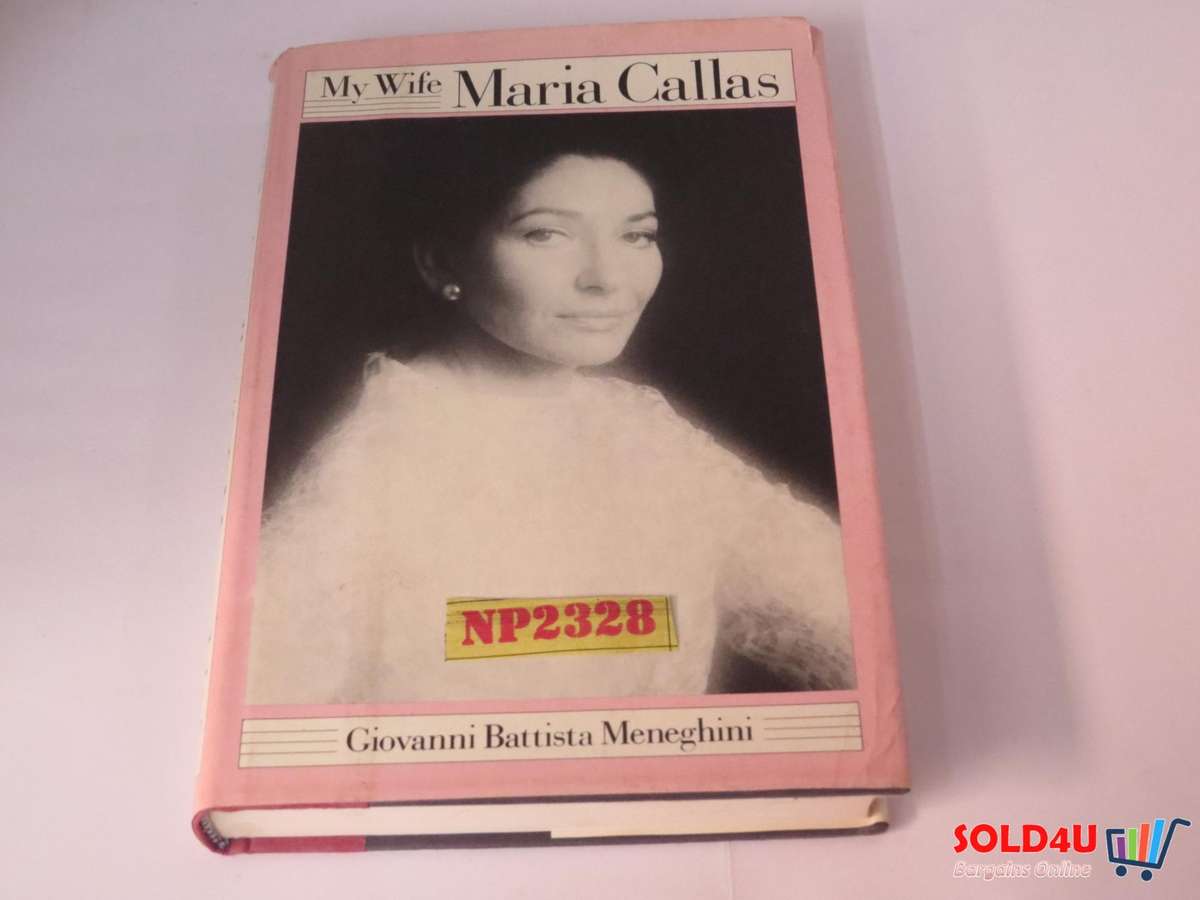 My Wife Maria Callas
NP2328
Giovanni Battista Meneghini
SOLD4U
Bargains Online